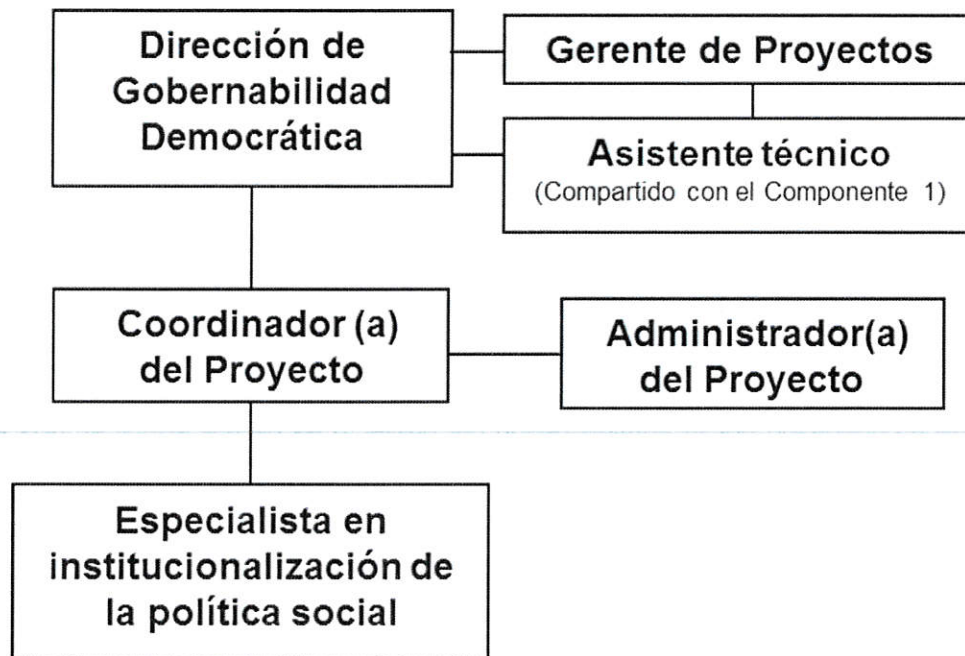 Dirección de
Gobernabilidad
Democrática
Gerente de Proyectos
Asistente técnico
(Compartido con el Componente 1)
Coordinador (a)
del Proyecto
Administrador(a)
del Proyecto
Especialista en
institucionalización de
la política social